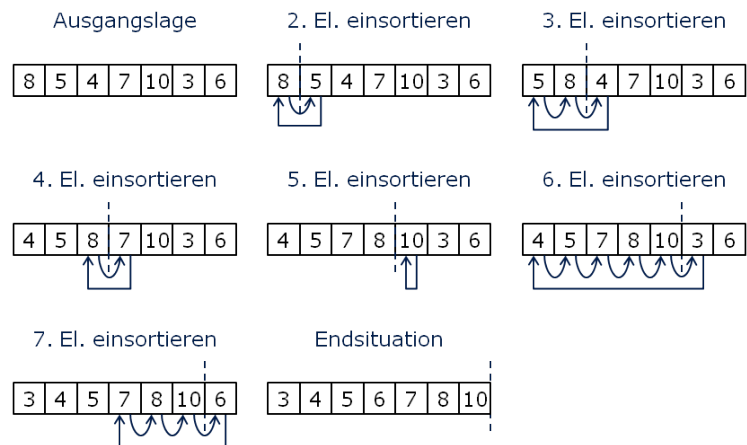 Ausgangslage
2. El. einsortieren
3. El. einsortieren
8 5 4 7 10 3 6
8 5 4 7 10 3 6
5 8 4 7 10 3 6
4. El. einsortieren
5. El. einsortieren
6. El. einsortieren
4 5 8 7 10 3 6
4 5 7 8 10 3 6
4 5 7 8 10 3 6
7. El. einsortieren
Endsituation
3 4 5 7 8 10 6
3 4 5 6 7 8 10